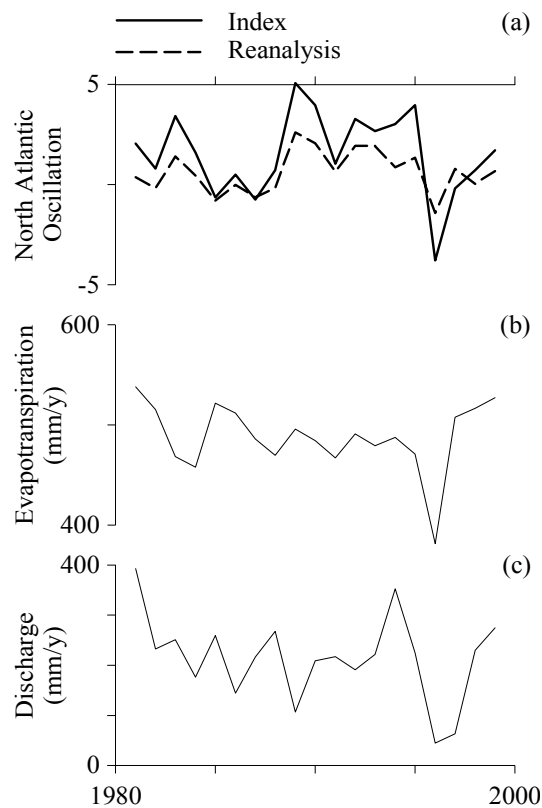 Index
(a)
Reanalysis
5
North Atlantic
Oscillation
-5
600
(b)
Evapotranspiration
(mm/y)
400
400
(c)
Discharge
(mm/y)
0
1980
2000